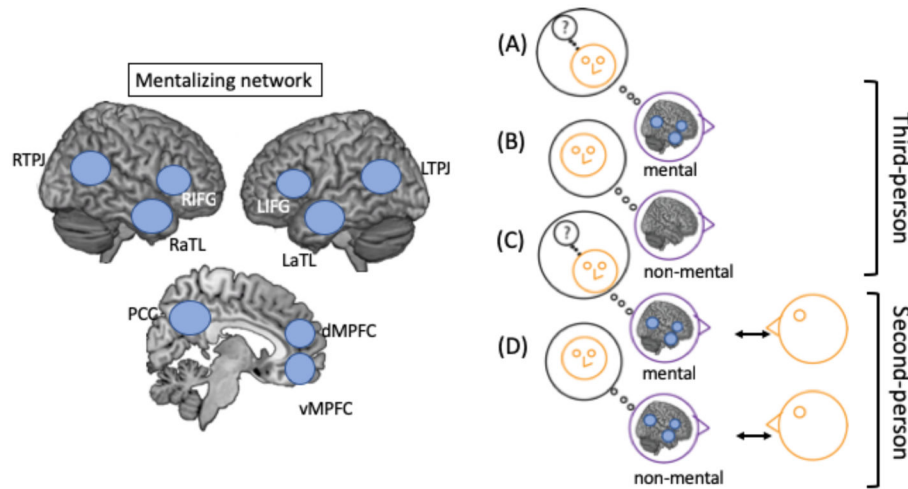 Mentalizing network
RTPJ
RIFG
RaTL
LIFG
LTPJ
LaTL
PCC
dMPFC
vMPFC
(A)
?
mental
(B)
non-mental
(C)
?
mental
(D)
non-mental
Third-person
Second-person